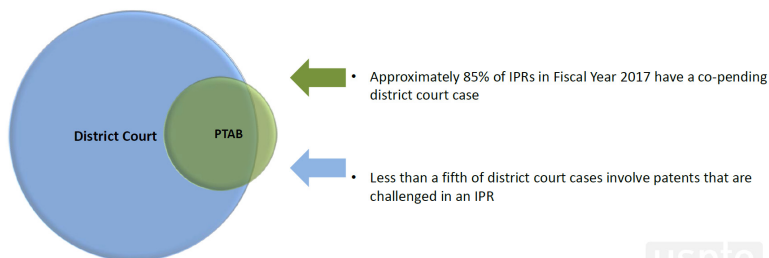 • Approximately 85% of IPRs in Fiscal Year 2017 have a co-pending
district court case
District Court
PTAB
• Less than a fifth of district court cases involve patents that are
challenged in an IPR
uspto